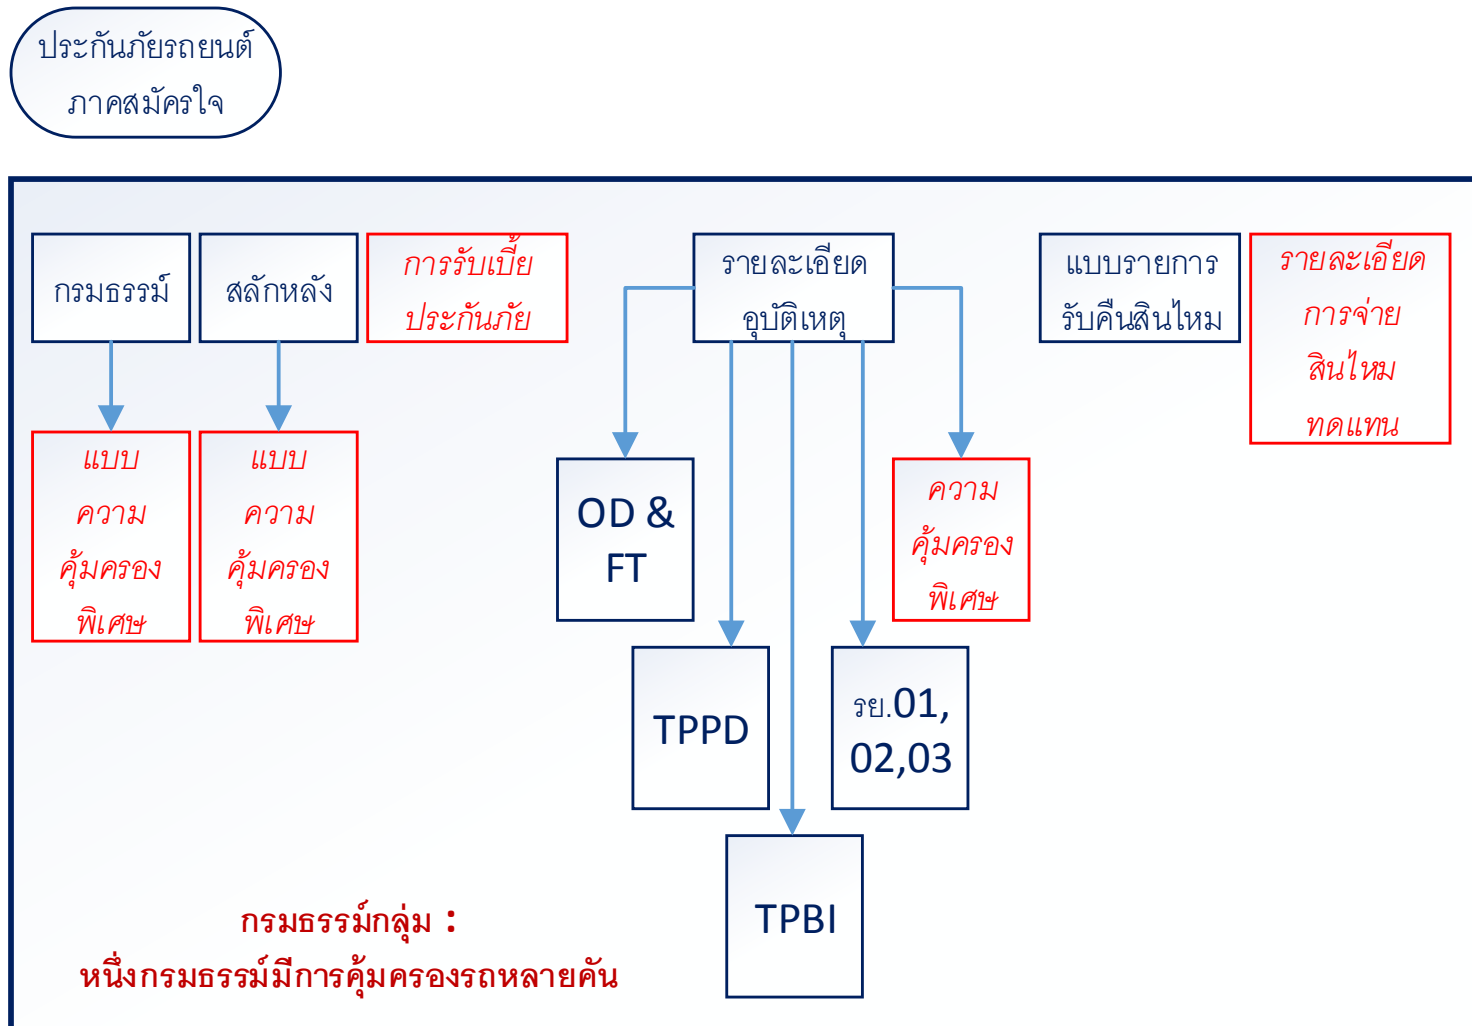 ประกันภัยรถยนต์
ภาคสมัครใจ
กรมธรรม์
สลักหลัง
การรับเบี้ย
ประกันภัย
รายละเอียด
อุบัติเหตุ
แบบรายการ
รับคืนสินไหม
รายละเอียด
การจ่าย
สินไหม
ทดแทน
แบบ
ความ
คุ้มครอง
พิเศษ
แบบ
ความ
คุ้มครอง
พิเศษ
OD &
FT
ความ
คุ้มครอง
พิเศษ
TPPD
รย.01,
02,03
TPBI
กรมธรรม์กลุ่ม :
หนึ่งกรมธรรม์มีการคุ้มครองรถหลายคัน